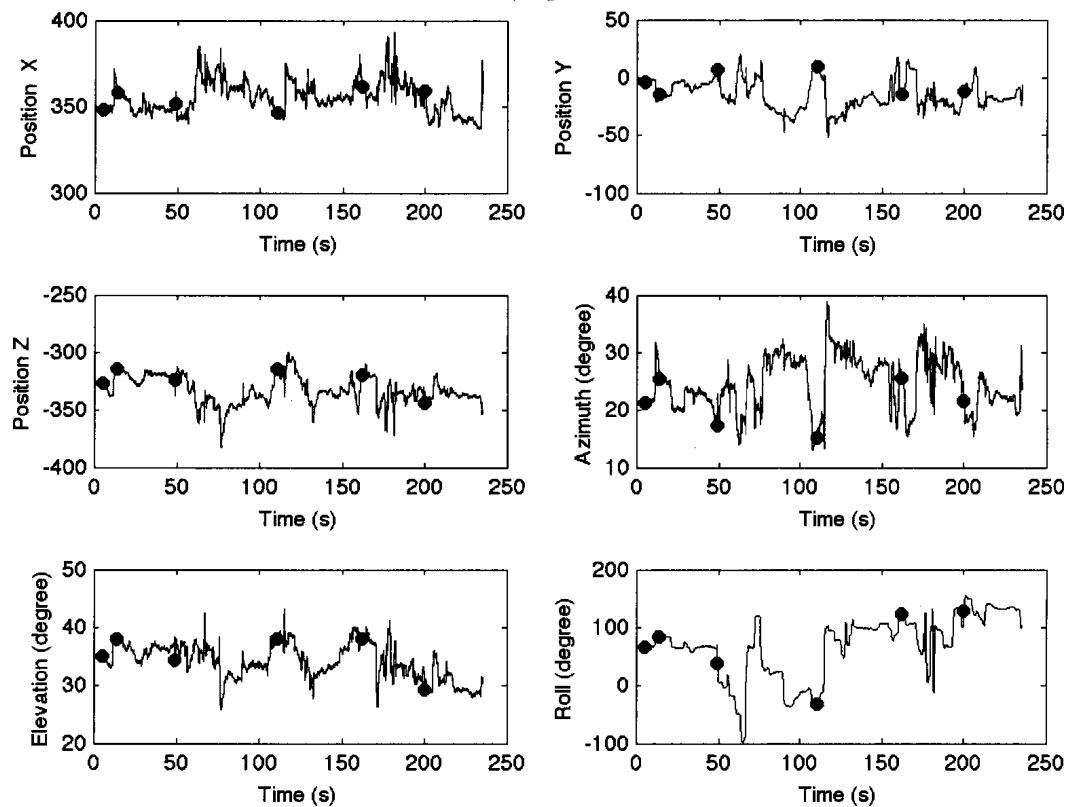 400
350
300
Position X
0 50 100 150 200 250
Time (s)
50
0
-50
-100
Position Y
0 50 100 150 200 250
Time (s)
-250
-300
-350
-400
Position Z
0 50 100 150 200 250
Time (s)
40
30
20
10
Azimuth (degree)
0 50 100 150 200 250
Time (s)
50
40
30
20
Elevation (degree)
0 50 100 150 200 250
Time (s)
200
100
0
-100
Roll (degree)
0 50 100 150 200 250
Time (s)